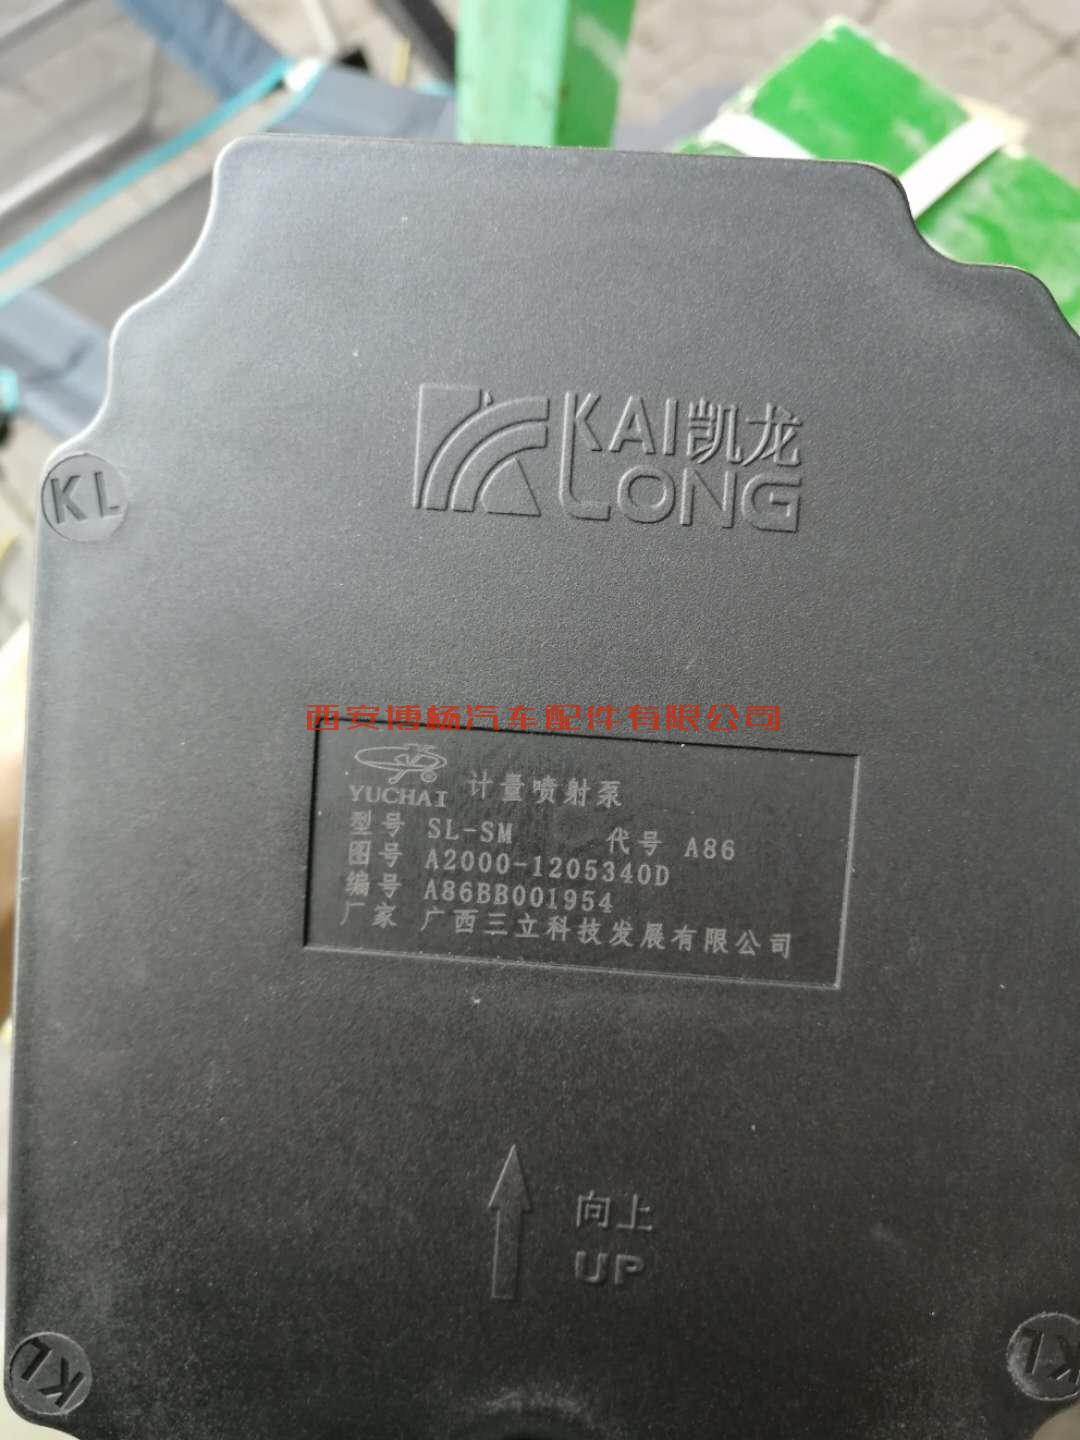 KAI凯龙
LONG
KL
西安博杨汽车配件有限公司
YUCHAI 计量喷射泵
型号 SL-SM 代号 A86
图号 A2000-1205340D
编号 A86BB001954
厂家 广西三立科技发展有限公司
向上
UP
KL
KL